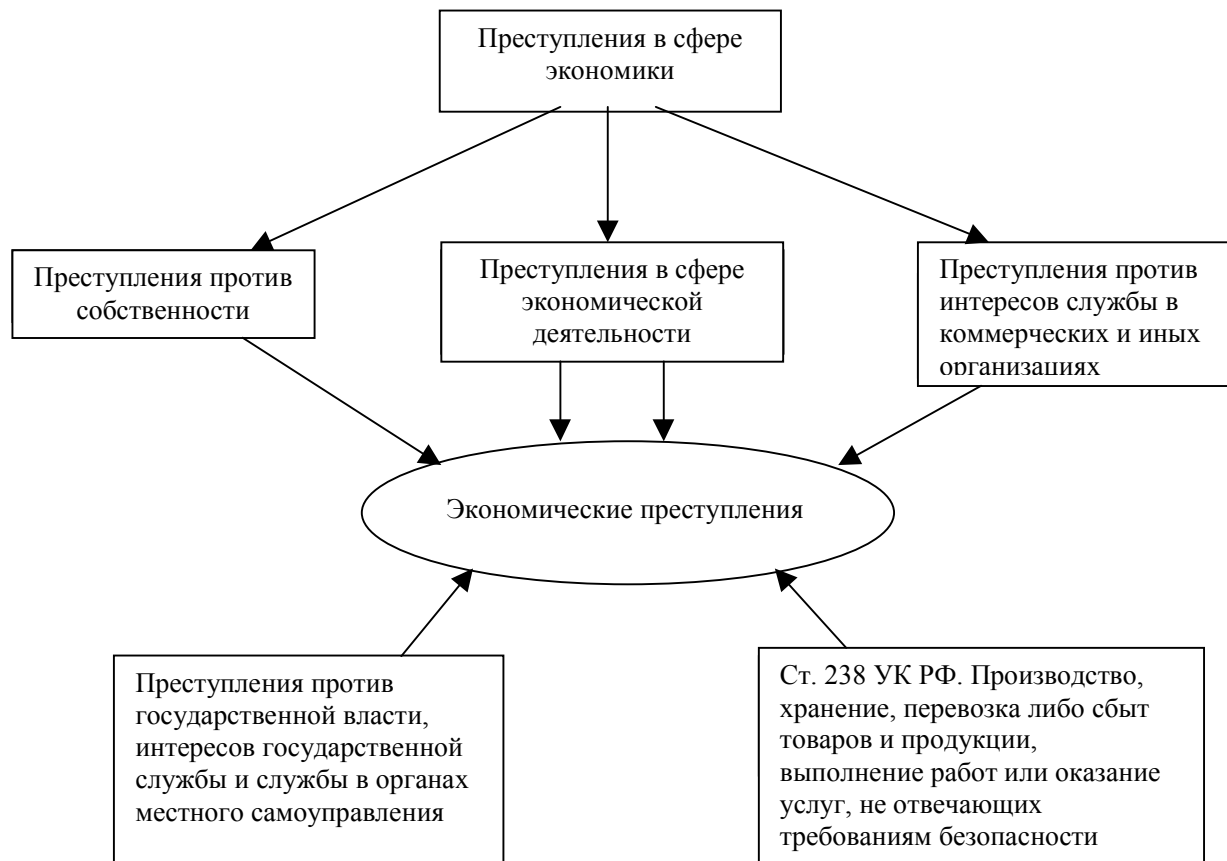 Преступления в сфере
экономики
Преступления против
собственности
Преступления в сфере
экономической
деятельности
Преступления против
интересов службы в
коммерческих и иных
организациях
Экономические преступления
Преступления против
государственной власти,
интересов государственной
службы и службы в органах
местного самоуправления
Ст. 238 УК РФ. Производство,
хранение, перевозка либо сбыт
товаров и продукции,
выполнение работ или оказание
услуг, не отвечающих
требованиям безопасности